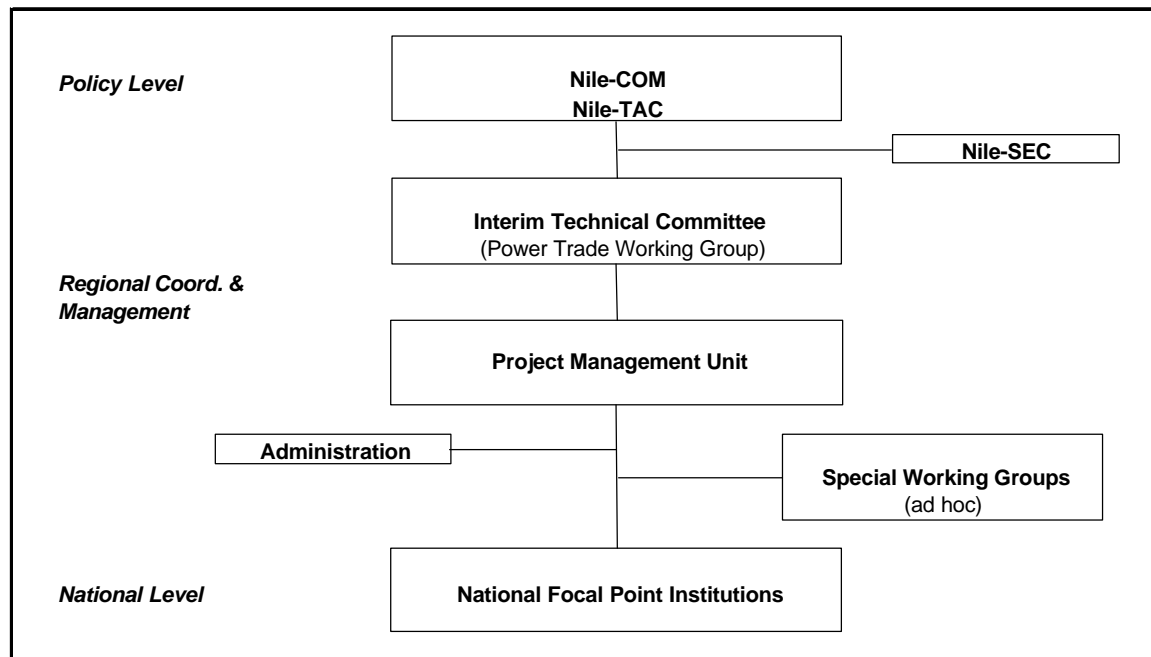 Policy Level
Nile-COM
Nile-TAC
Nile-SEC
Interim Technical Committee
(Power Trade Working Group)
Regional Coord. &
Management
Project Management Unit
Administration
Special Working Groups
(ad hoc)
National Level
National Focal Point Institutions